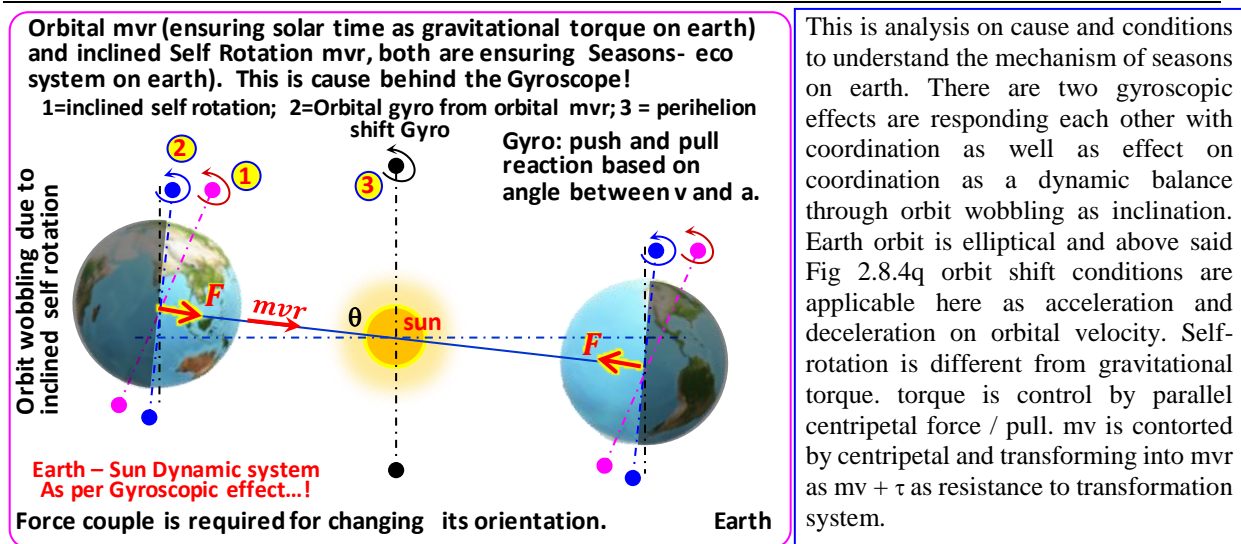 Orbital mvr (ensuring solar time as gravitational torque on earth)
and inclined Self Rotation mvr, both are ensuring Seasons- eco
system on earth). This is cause behind the Gyroscope!
1=inclined self rotation; 2=Orbital gyro from orbital mvr; 3 = perihelion
shift Gyro
Gyro: push and pull
reaction based on
angle between v and a.
2
1
3
Orbit wobbling due to
inclined self rotation
F
mvr
θ
sun
F
Earth – Sun Dynamic system
As per Gyroscopic effect...!
Force couple is required for changing its orientation.
Earth
This is analysis on cause and conditions
to understand the mechanism of seasons
on earth. There are two gyroscopic
effects are responding each other with
coordination as well as effect on
coordination as a dynamic balance
through orbit wobbling as inclination.
Earth orbit is elliptical and above said
Fig 2.8.4q orbit shift conditions are
applicable here as acceleration and
deceleration on orbital velocity. Self-
rotation is different from gravitational
torque. torque is control by parallel
centripetal force / pull. mv is contorted
by centripetal and transforming into mvr
as mv + τ as resistance to transformation
system.